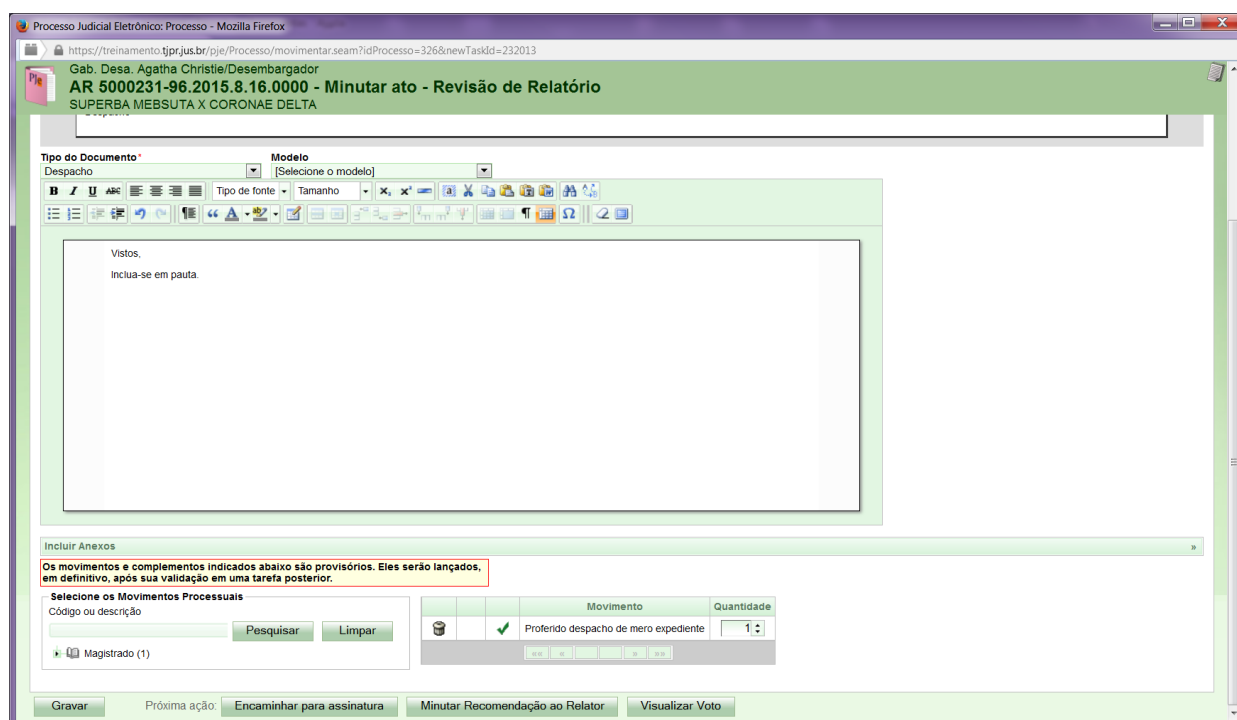 Processo Judicial Eletrônico: Processo - Mozilla Firefox
https://treinamento.tjpr.jus.br/pje/Processo/movimentar.seam?idProcesso=326&newTaskId=232013
PJe
Gab. Desa. Agatha Christie/Desembargador
AR 5000231-96.2015.8.16.0000 - Minutar ato - Revisão de Relatório
SUPERBA MEBSUTA X CORONAE DELTA
Tipo do Documento* Modelo
Despacho [Selecione o modelo]
B I U ABC Tipo de fonte Tamanho
Vistos,
Inclua-se em pauta.
Incluir Anexos »
Os movimentos e complementos indicados abaixo são provisórios. Eles serão lançados,
em definitivo, após sua validação em uma tarefa posterior.
Selecione os Movimentos Processuais
Código ou descrição
Pesquisar Limpar
Magistrado (1)
Movimento Quantidade
Proferido despacho de mero expediente 1
«« « » »»
Gravar Próxima ação: Encaminhar para assinatura Minutar Recomendação ao Relator Visualizar Voto